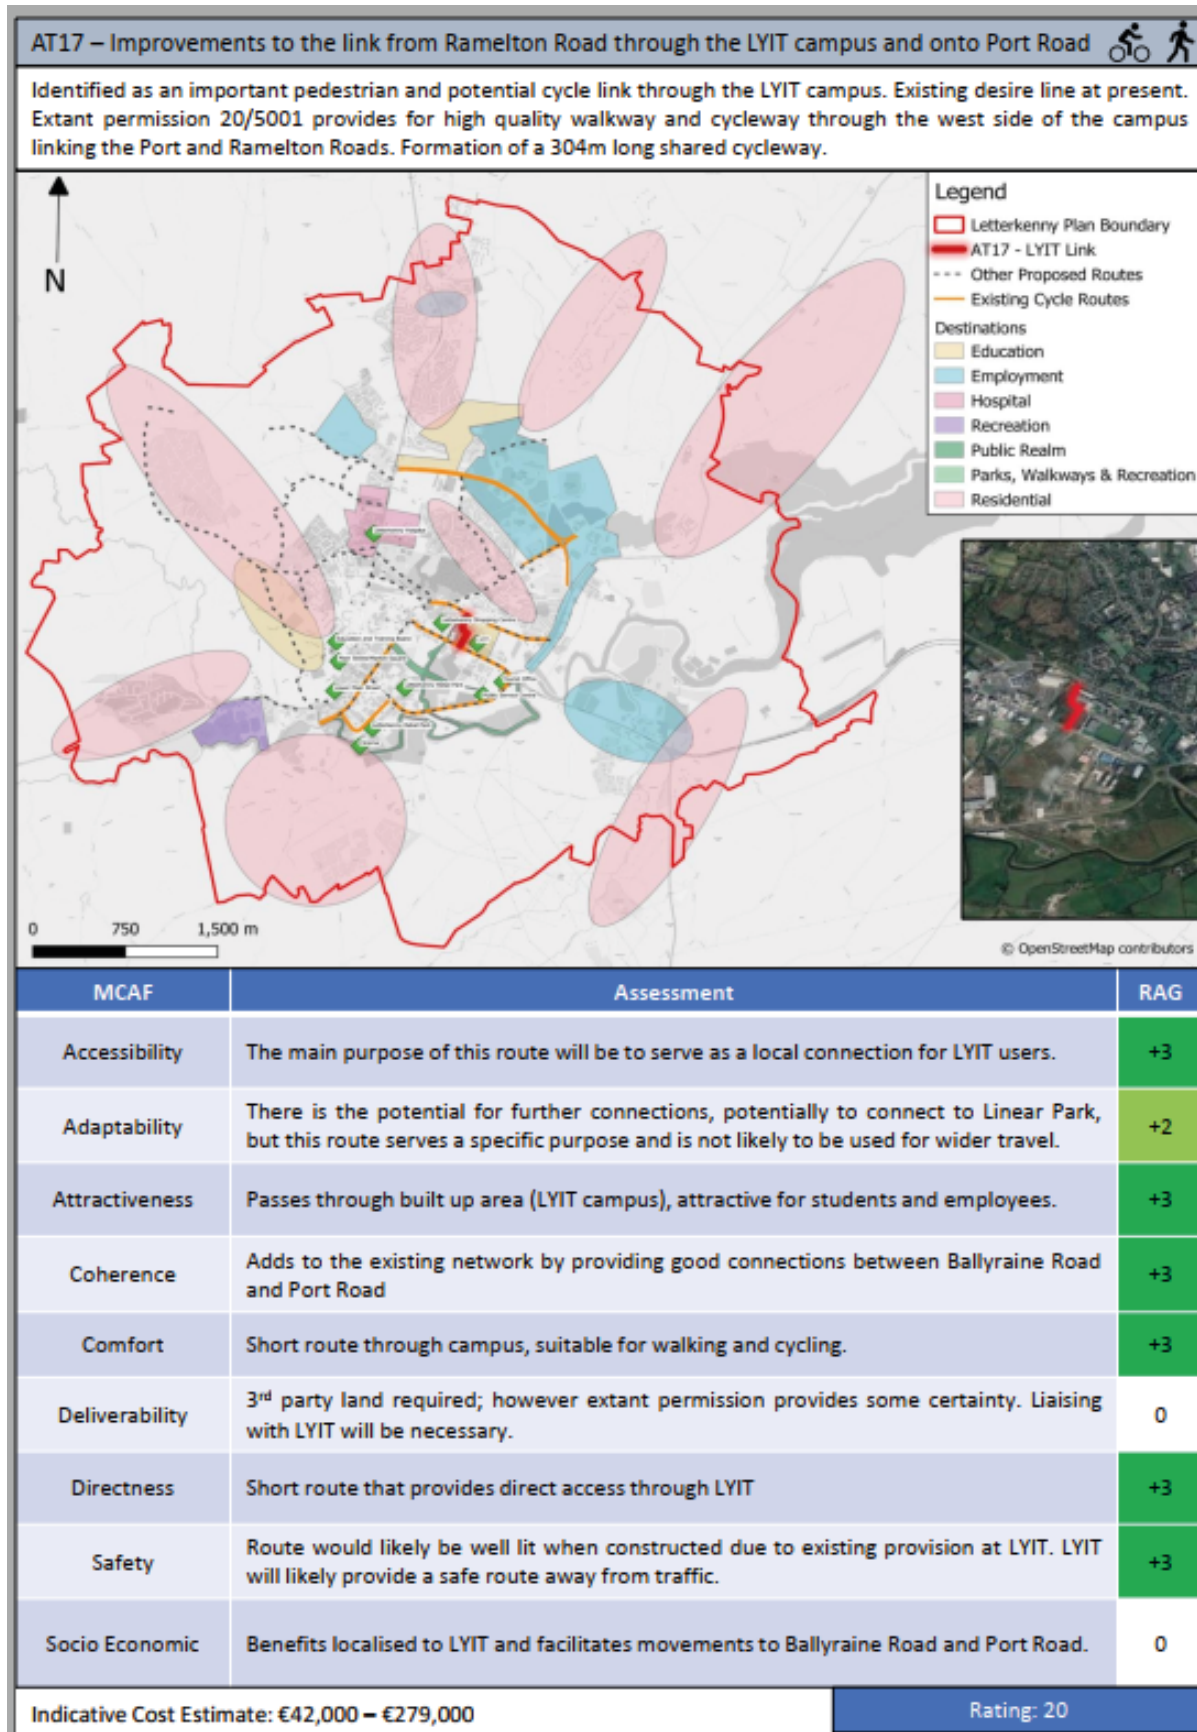 AT17 – Improvements to the link from Ramelton Road through the LYIT campus and onto Port Road
Identified as an important pedestrian and potential cycle link through the LYIT campus. Existing desire line at present.
Extant permission 20/5001 provides for high quality walkway and cycleway through the west side of the campus
linking the Port and Ramelton Roads. Formation of a 304m long shared cycleway.
N
Legend
Letterkenny Plan Boundary
AT17 - LYIT Link
Other Proposed Routes
Existing Cycle Routes
Destinations
Education
Employment
Hospital
Recreation
Public Realm
Parks, Walkways & Recreation
Residential
Letterkenny Hospital
Letterkenny Shopping Centre
0 750 1,500 m
© OpenStreetMap contributors
MCAF Assessment RAG
Accessibility The main purpose of this route will be to serve as a local connection for LYIT users. +3
There is the potential for further connections, potentially to connect to Linear Park,
Adaptability but this route serves a specific purpose and is not likely to be used for wider travel. +2
Attractiveness Passes through built up area (LYIT campus), attractive for students and employees. +3
Adds to the existing network by providing good connections between Ballyraine Road
Coherence and Port Road +3
Comfort Short route through campus, suitable for walking and cycling. +3
3rd party land required; however extant permission provides some certainty. Liaising
Deliverability with LYIT will be necessary. 0
Directness Short route that provides direct access through LYIT +3
Route would likely be well lit when constructed due to existing provision at LYIT. LYIT
Safety will likely provide a safe route away from traffic. +3
Socio Economic Benefits localised to LYIT and facilitates movements to Ballyraine Road and Port Road. 0
Indicative Cost Estimate: €42,000 – €279,000 Rating: 20